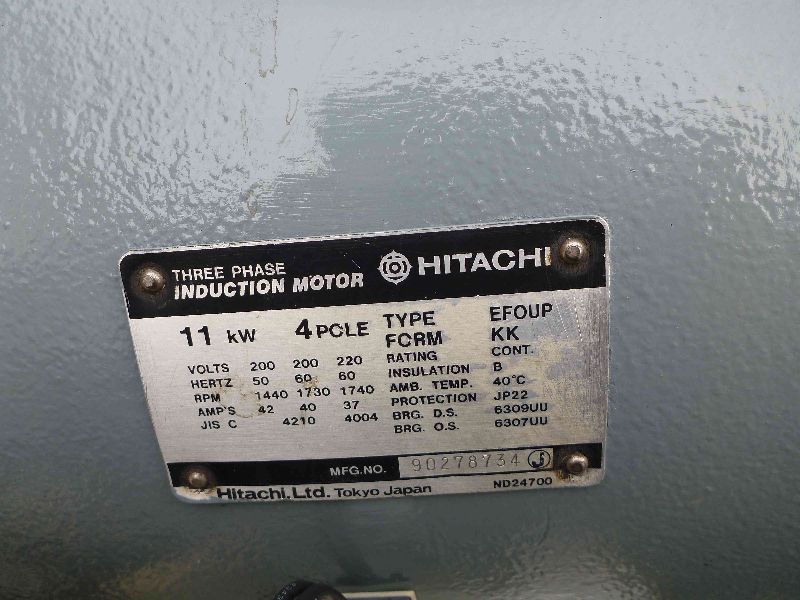 THREE PHASE
INDUCTION MOTOR HITACHI
11 kW 4 POLE TYPE EFOUP
FORM KK
VOLTS 200 200 220 RATING CONT.
HERTZ 50 60 60 INSULATION B
RPM 1440 1730 1740 AMB. TEMP. 40°C
AMP'S 42 40 37 PROTECTION JP22
JIS C 4210 4004 BRG. D.S. 6309UU
BRG. O.S. 6307UU
MFG.NO. 90278734
Hitachi, Ltd. Tokyo Japan ND24700